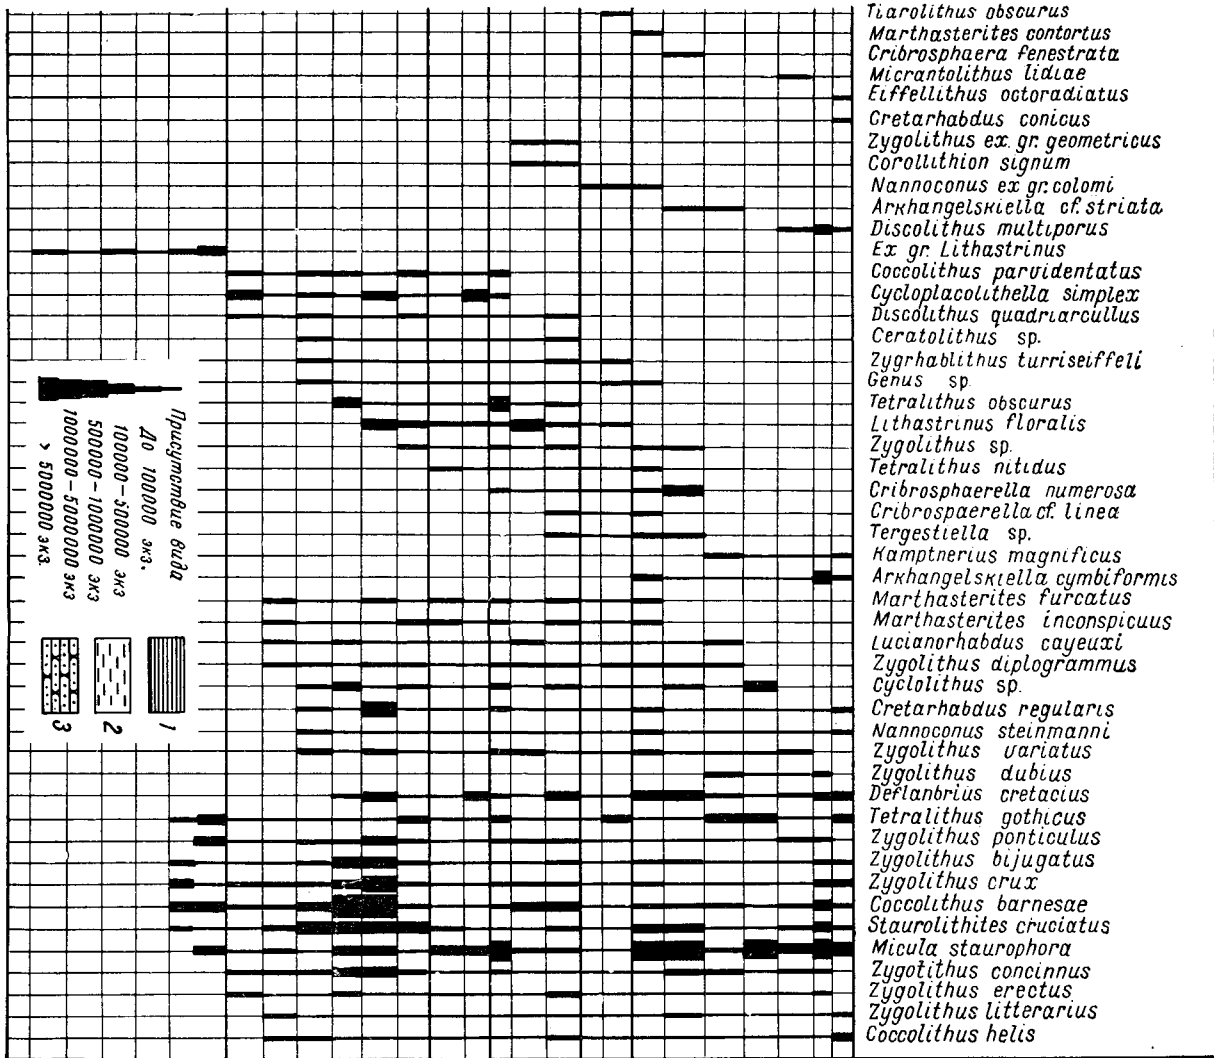 Tiarolithus obscurus
Marthasterites contortus
Cribrosphaera fenestrata
Micrantolithus lidiae
Eiffellithus octoradiatus
Cretarhabdus conicus
Zygolithus ex. gr. geometricus
Corollithion signum
Nannoconus ex gr. colomi
Arkhangelskiella cf. striata
Discolithus multiporus
Ex gr. Lithastrinus
Coccolithus parvidentatus
Cycloplacolithella simplex
Discolithus quadriarcullus
Ceratolithus sp.
Zygrhablithus turriseiffeli
Genus sp.
Tetralithus obscurus
Lithastrinus floralis
Zygolithus sp.
Tetralithus nitidus
Cribrosphaerella numerosa
Cribrospaerella cf. linea
Tergestiella sp.
Kamptnerius magnificus
Arkhangelskiella cymbiformis
Marthasterites furcatus
Marthasterites inconspicuus
Lucianorhabdus cayeuxi
Zygolithus diplogrammus
Cyclolithus sp.
Cretarhabdus regularis
Nannoconus steinmanni
Zygolithus variatus
Zygolithus dubius
Deflanbrius cretacius
Tetralithus gothicus
Zygolithus ponticulus
Zygolithus bijugatus
Zygolithus crux
Coccolithus barnesae
Staurolithites cruciatus
Micula staurophora
Zygotithus concinnus
Zygolithus erectus
Zygolithus litterarius
Coccolithus helis
Присутствие вида
До 100000 экз.
100000-500000 экз
500000-1000000 экз
1000000-5000000 экз
> 5000000 экз.
1
2
3